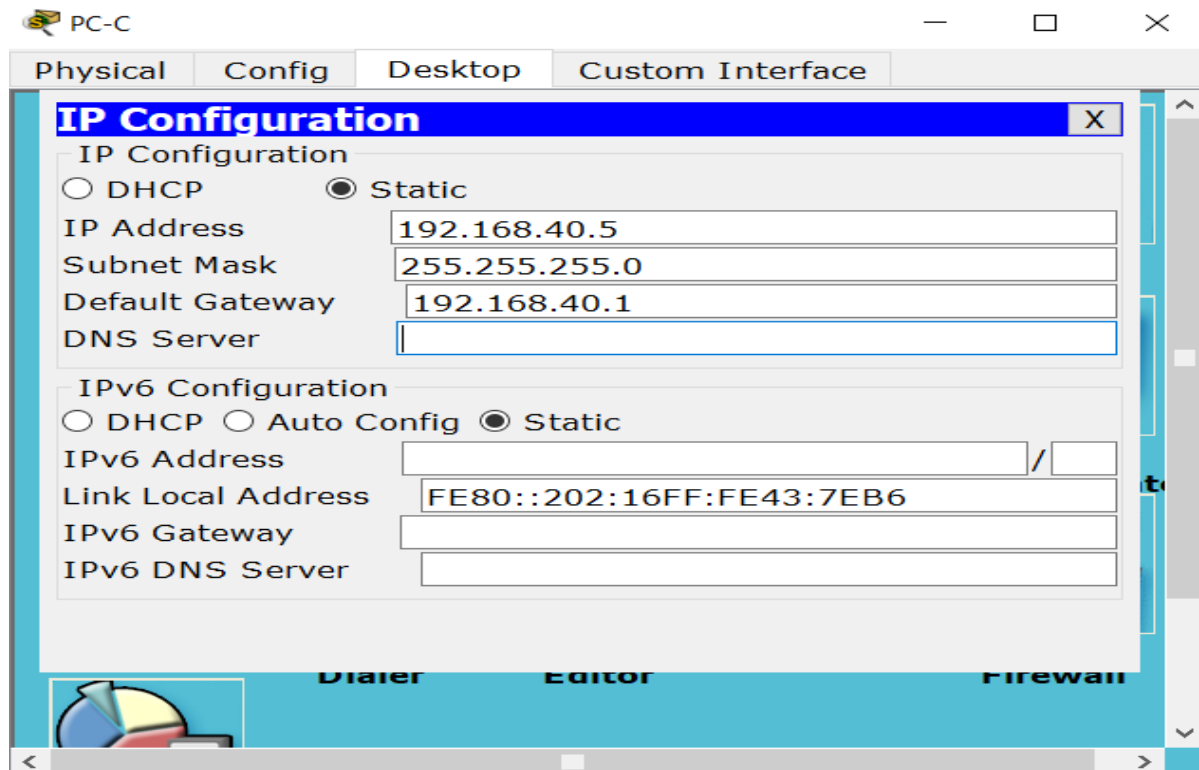 PC-C
Physical Config Desktop Custom Interface
IP Configuration X
IP Configuration
DHCP Static
IP Address 192.168.40.5
Subnet Mask 255.255.255.0
Default Gateway 192.168.40.1
DNS Server
IPv6 Configuration
DHCP Auto Config Static
IPv6 Address /
Link Local Address FE80::202:16FF:FE43:7EB6
IPv6 Gateway
IPv6 DNS Server
Dialer Editor Firewall